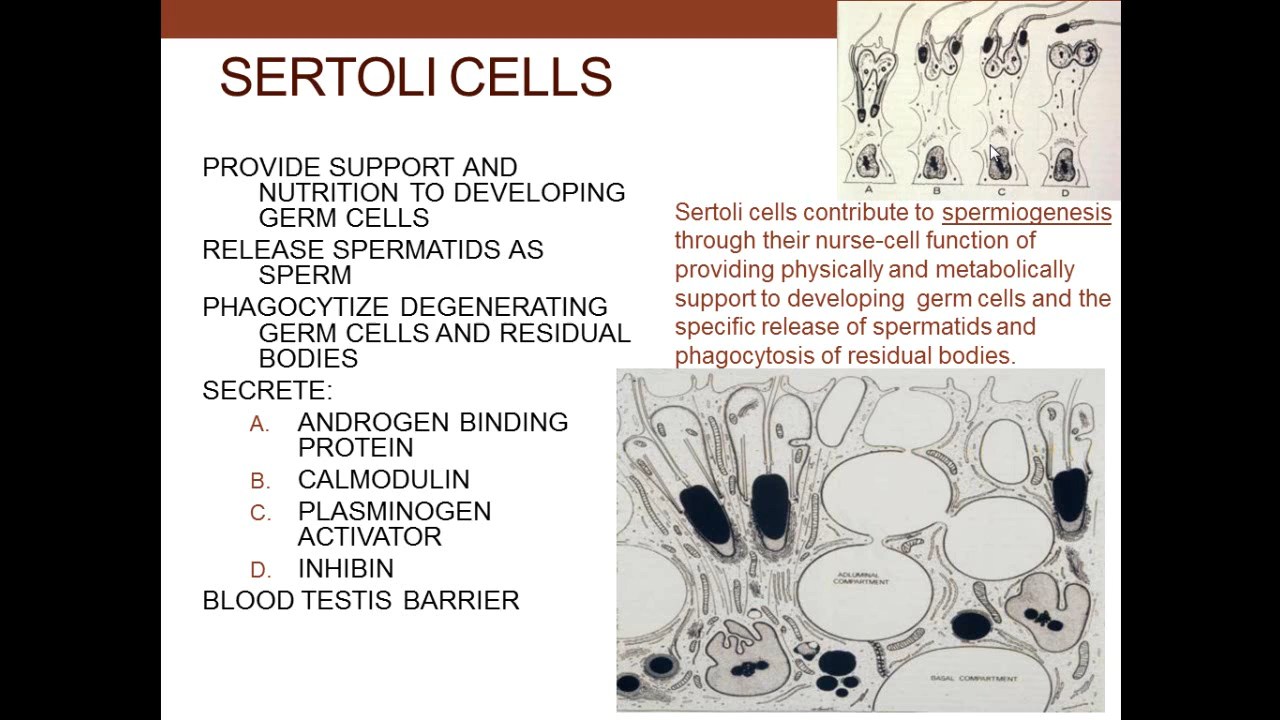 SERTOLI CELLS
PROVIDE SUPPORT AND
NUTRITION TO DEVELOPING
GERM CELLS
RELEASE SPERMATIDS AS
SPERM
PHAGOCYTIZE DEGENERATING
GERM CELLS AND RESIDUAL
BODIES
SECRETE:
A. ANDROGEN BINDING
PROTEIN
B. CALMODULIN
C. PLASMINOGEN
ACTIVATOR
D. INHIBIN
BLOOD TESTIS BARRIER
A B C D
Sertoli cells contribute to spermiogenesis
through their nurse-cell function of
providing physically and metabolically
support to developing germ cells and the
specific release of spermatids and
phagocytosis of residual bodies.
ADLUMINAL
COMPARTMENT
BASAL COMPARTMENT